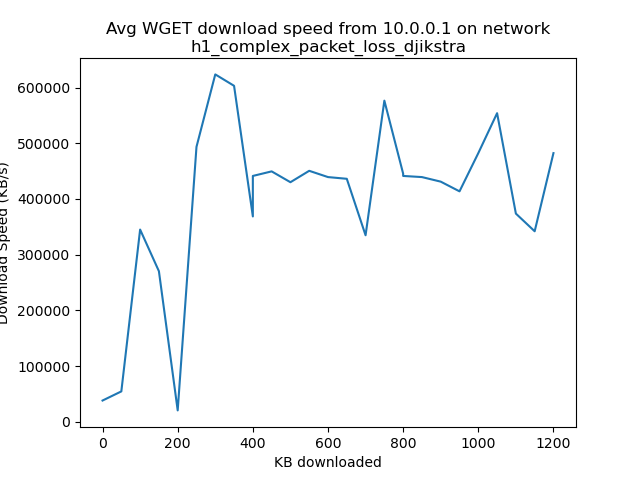 Avg WGET download speed from 10.0.0.1 on network
h1_complex_packet_loss_djikstra
600000
500000
400000
300000
200000
100000
0
Download Speed (KB/s)
0 200 400 600 800 1000 1200
KB downloaded